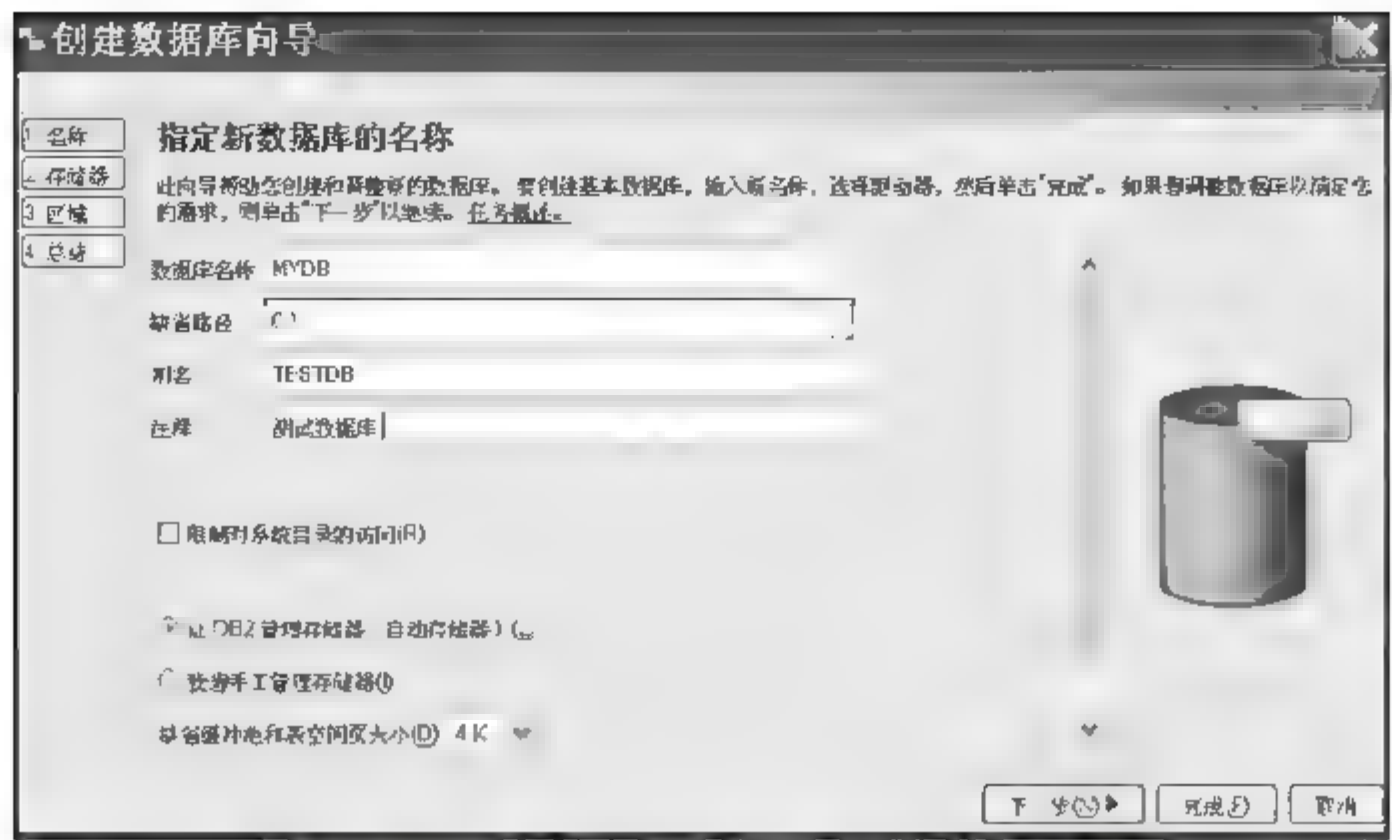 创建数据库向导
1 名称
2 存储器
3 区域
4 总结
指定新数据库的名称
此向导帮助您创建和调整新的数据库。要创建基本数据库，输入新名称，选择驱动器，然后单击"完成"。如果要调整数据库以满足您
的需求，则单击"下一步"以继续。任务概述。
数据库名称 MYDB
缺省路径
别名 TESTDB
注释 测试数据库
限制对系统目录的访问(R)
让 DB2 管理存储器 自动存储器)
我将手工管理存储器
缺省缓冲池和表空间页大小(D) 4 K
下一步(N) 完成(F) 取消